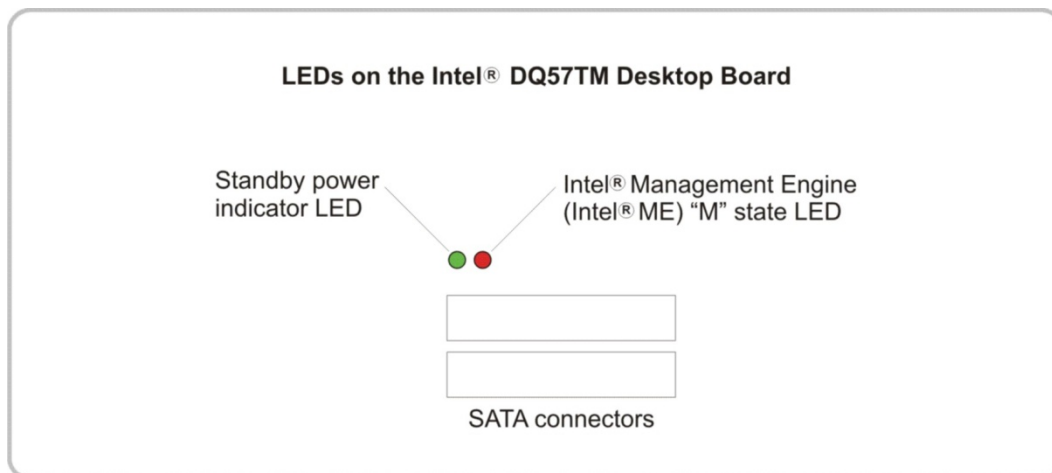 LEDs on the Intel® DQ57TM Desktop Board
Standby power
indicator LED
Intel® Management Engine
(Intel® ME) “M” state LED
SATA connectors